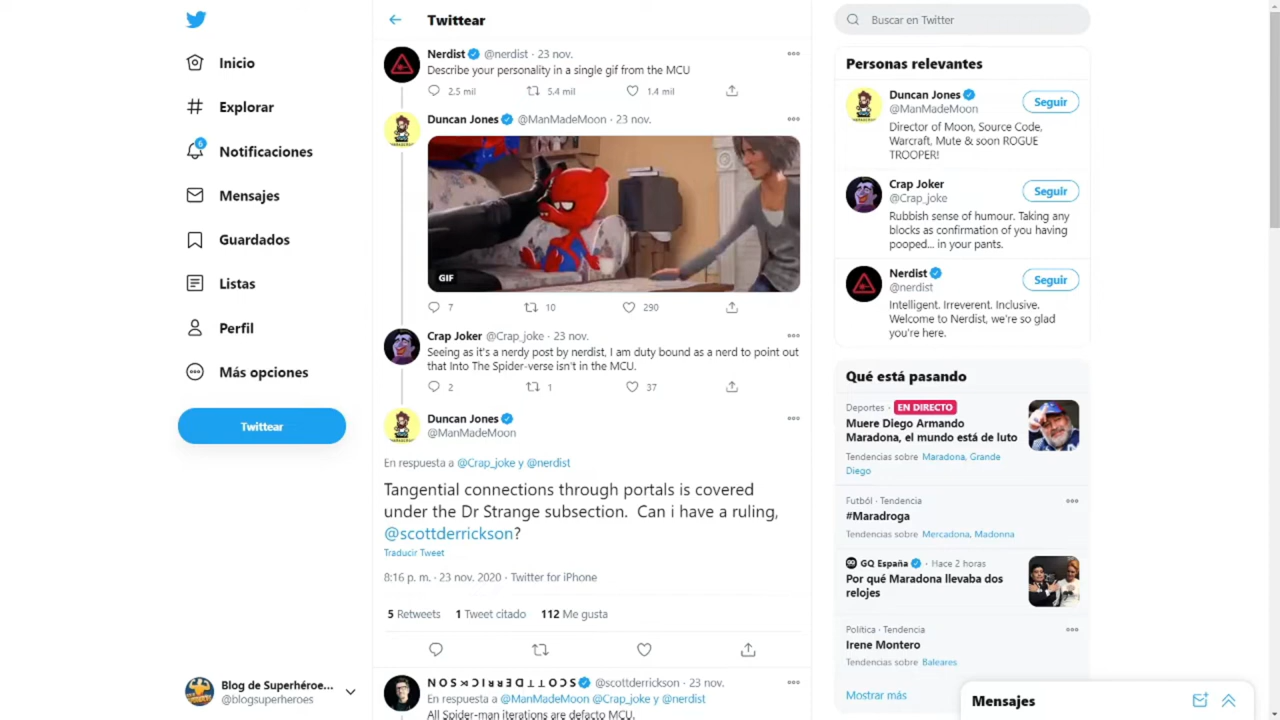 Inicio
Explorar
6
Notificaciones
Mensajes
Guardados
Listas
Perfil
Más opciones
Twittear
Blog de Superhéroe...
@blogsuperheroes
Twittear
Nerdist @nerdist · 23 nov.
Describe your personality in a single gif from the MCU
2.5 mil 5.4 mil 1.4 mil
Duncan Jones @ManMadeMoon · 23 nov.
GIF
7 10 290
Crap Joker @Crap_joke · 23 nov.
Seeing as it's a nerdy post by nerdist, I am duty bound as a nerd to point out
that Into The Spider-verse isn't in the MCU.
2 1 37
Duncan Jones
@ManMadeMoon
En respuesta a @Crap_joke y @nerdist
Tangential connections through portals is covered
under the Dr Strange subsection. Can i have a ruling,
@scottderrickson?
Traducir Tweet
8:16 p. m. · 23 nov. 2020 · Twitter for iPhone
5 Retweets 1 Tweet citado 112 Me gusta
@scottderrickson · 23 nov.
En respuesta a @ManMadeMoon @Crap_joke y @nerdist
All Spider-man iterations are defacto MCU.
Buscar en Twitter
Personas relevantes
Duncan Jones
@ManMadeMoon
Seguir
Director of Moon, Source Code,
Warcraft, Mute & soon ROGUE
TROOPER!
Crap Joker
@Crap_joke
Seguir
Rubbish sense of humour. Taking any
blocks as confirmation of you having
pooped... in your pants.
Nerdist
@nerdist
Seguir
Intelligent. Irreverent. Inclusive.
Welcome to Nerdist, we're so glad
you're here.
Qué está pasando
Deportes · EN DIRECTO
Muere Diego Armando
Maradona, el mundo está de luto
Tendencias sobre Maradona, Grande
Diego
Futból · Tendencia
#Maradroga
Tendencias sobre Mercadona, Madonna
GQ España · Hace 2 horas
Por qué Maradona llevaba dos
relojes
Política · Tendencia
Irene Montero
Tendencias sobre Baleares
Mostrar más
Mensajes